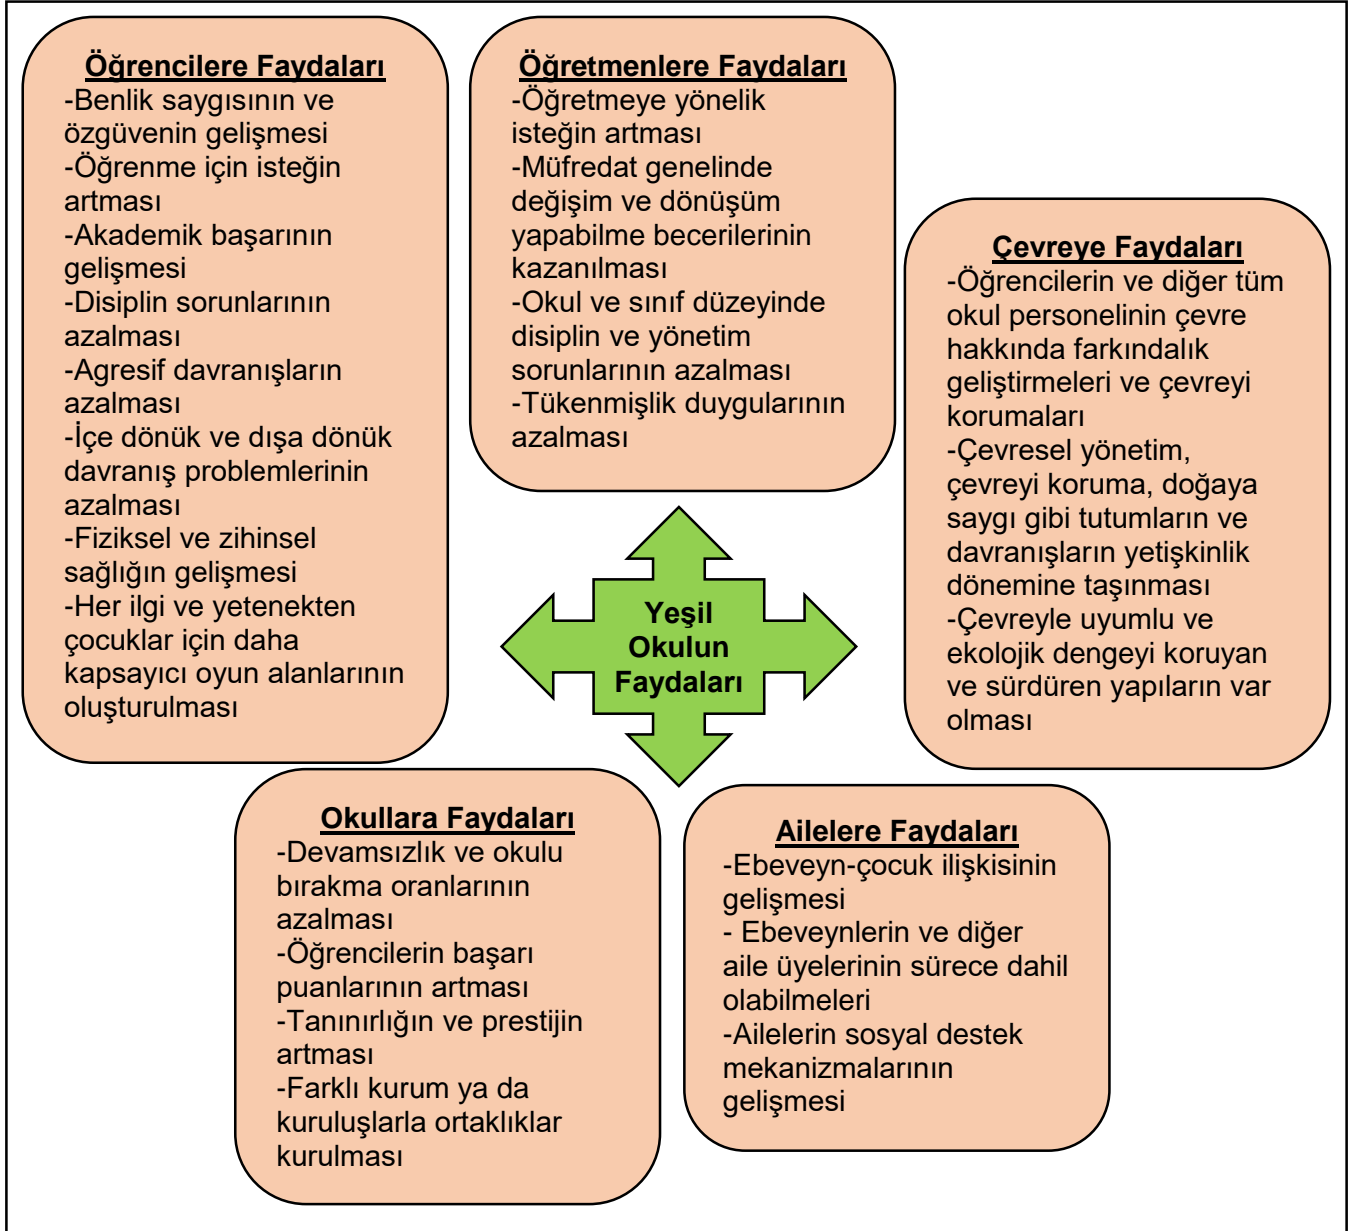 Öğrencilere Faydaları
-Benlik saygısının ve
özgüvenin gelişmesi
-Öğrenme için isteğin
artması
-Akademik başarının
gelişmesi
-Disiplin sorunlarının
azalması
-Agresif davranışların
azalması
-İçe dönük ve dışa dönük
davranış problemlerinin
azalması
-Fiziksel ve zihinsel
sağlığın gelişmesi
-Her ilgi ve yetenekten
çocuklar için daha
kapsayıcı oyun alanlarının
oluşturulması
Öğretmenlere Faydaları
-Öğretmeye yönelik
isteğin artması
-Müfredat genelinde
değişim ve dönüşüm
yapabilme becerilerinin
kazanılması
-Okul ve sınıf düzeyinde
disiplin ve yönetim
sorunlarının azalması
-Tükenmişlik duygularının
azalması
Çevreye Faydaları
-Öğrencilerin ve diğer tüm
okul personelinin çevre
hakkında farkındalık
geliştirmeleri ve çevreyi
korumaları
-Çevresel yönetim,
çevreyi koruma, doğaya
saygı gibi tutumların ve
davranışların yetişkinlik
dönemine taşınması
-Çevreyle uyumlu ve
ekolojik dengeyi koruyan
ve sürdüren yapıların var
olması
Yeşil
Okulun
Faydaları
Okullara Faydaları
-Devamsızlık ve okulu
bırakma oranlarının
azalması
-Öğrencilerin başarı
puanlarının artması
-Tanınırlığın ve prestijin
artması
-Farklı kurum ya da
kuruluşlarla ortaklıklar
kurulması
Ailelere Faydaları
-Ebeveyn-çocuk ilişkisinin
gelişmesi
- Ebeveynlerin ve diğer
aile üyelerinin sürece dahil
olabilmeleri
-Ailelerin sosyal destek
mekanizmalarının
gelişmesi